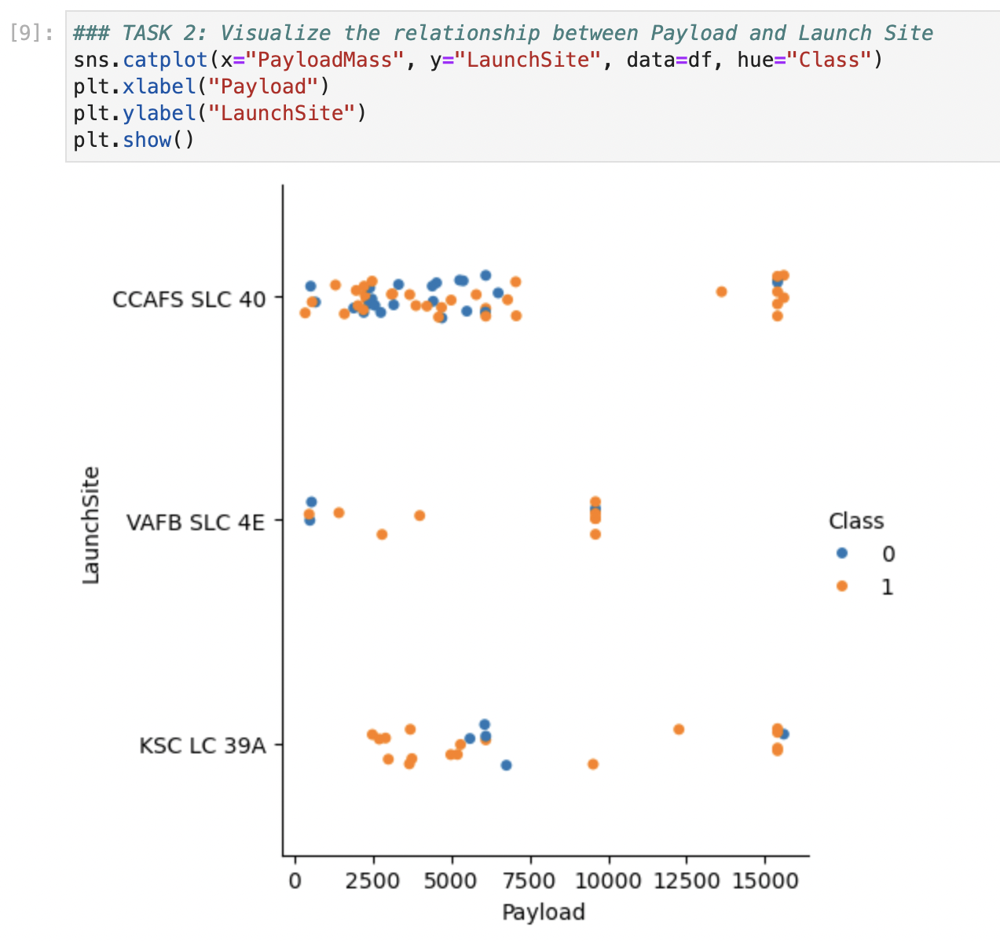 [9]: ### TASK 2: Visualize the relationship between Payload and Launch Site
sns.catplot(x="PayloadMass", y="LaunchSite", data=df, hue="Class")
plt.xlabel("Payload")
plt.ylabel("LaunchSite")
plt.show()
CCAFS SLC 40
VAFB SLC 4E
KSC LC 39A
LaunchSite
Class
0
1
0 2500 5000 7500 10000 12500 15000
Payload